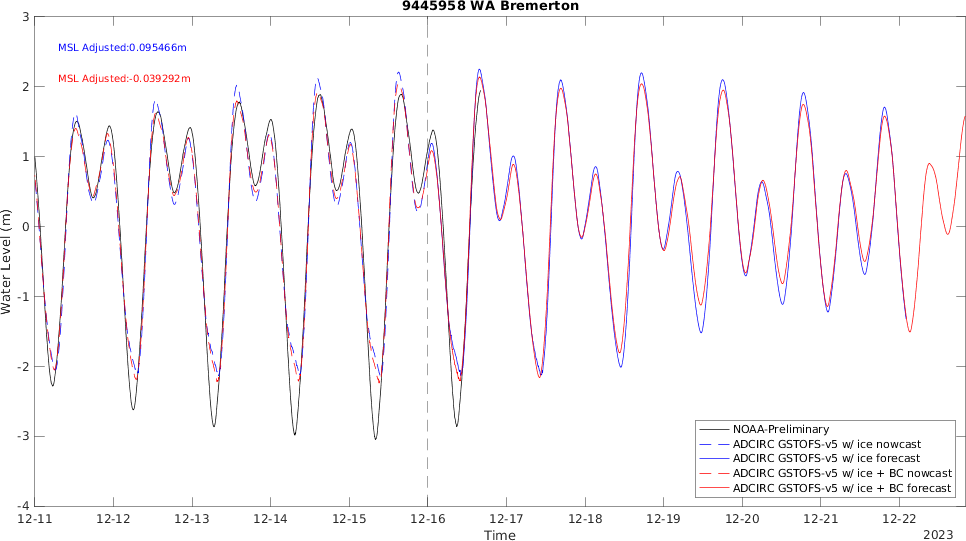 9445958 WA Bremerton
3
2
1
0
-1
-2
-3
-4
Water Level (m)
MSL Adjusted:0.095466m
MSL Adjusted:-0.039292m
NOAA-Preliminary
ADCIRC GSTOFS-v5 w/ ice nowcast
ADCIRC GSTOFS-v5 w/ ice forecast
ADCIRC GSTOFS-v5 w/ ice + BC nowcast
ADCIRC GSTOFS-v5 w/ ice + BC forecast
12-11 12-12 12-13 12-14 12-15 12-16 12-17 12-18 12-19 12-20 12-21 12-22
Time
2023